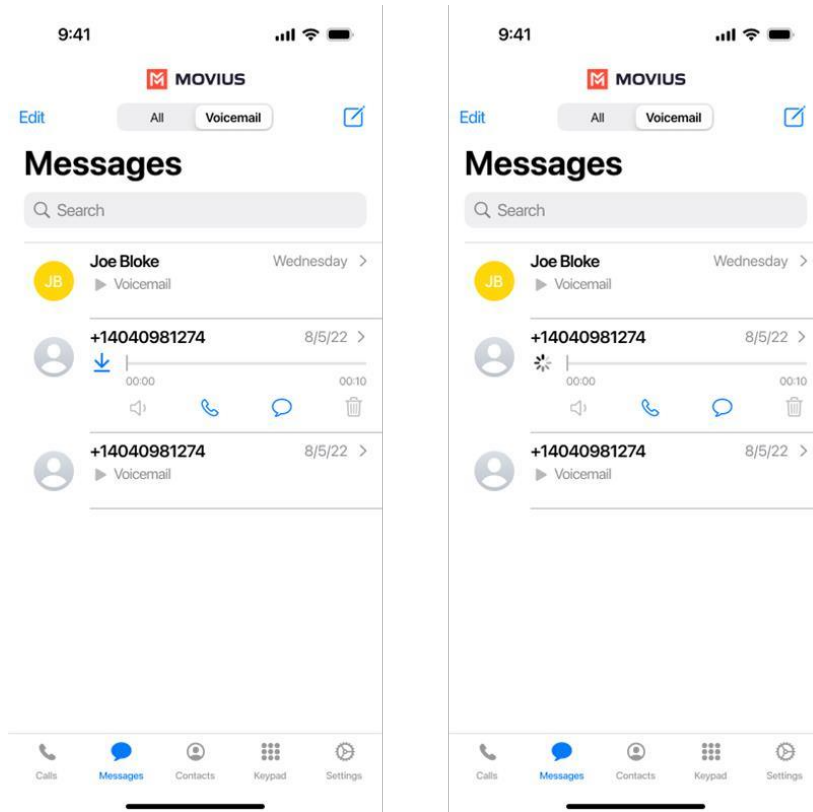 9:41
MOVIUS
Edit
All
Voicemail
Messages
Search
JB
Joe Bloke
Wednesday
Voicemail
+14040981274
8/5/22
00:00
00:10
+14040981274
8/5/22
Voicemail
Calls
Messages
Contacts
Keypad
Settings
9:41
MOVIUS
Edit
All
Voicemail
Messages
Search
JB
Joe Bloke
Wednesday
Voicemail
+14040981274
8/5/22
00:00
00:10
+14040981274
8/5/22
Voicemail
Calls
Messages
Contacts
Keypad
Settings